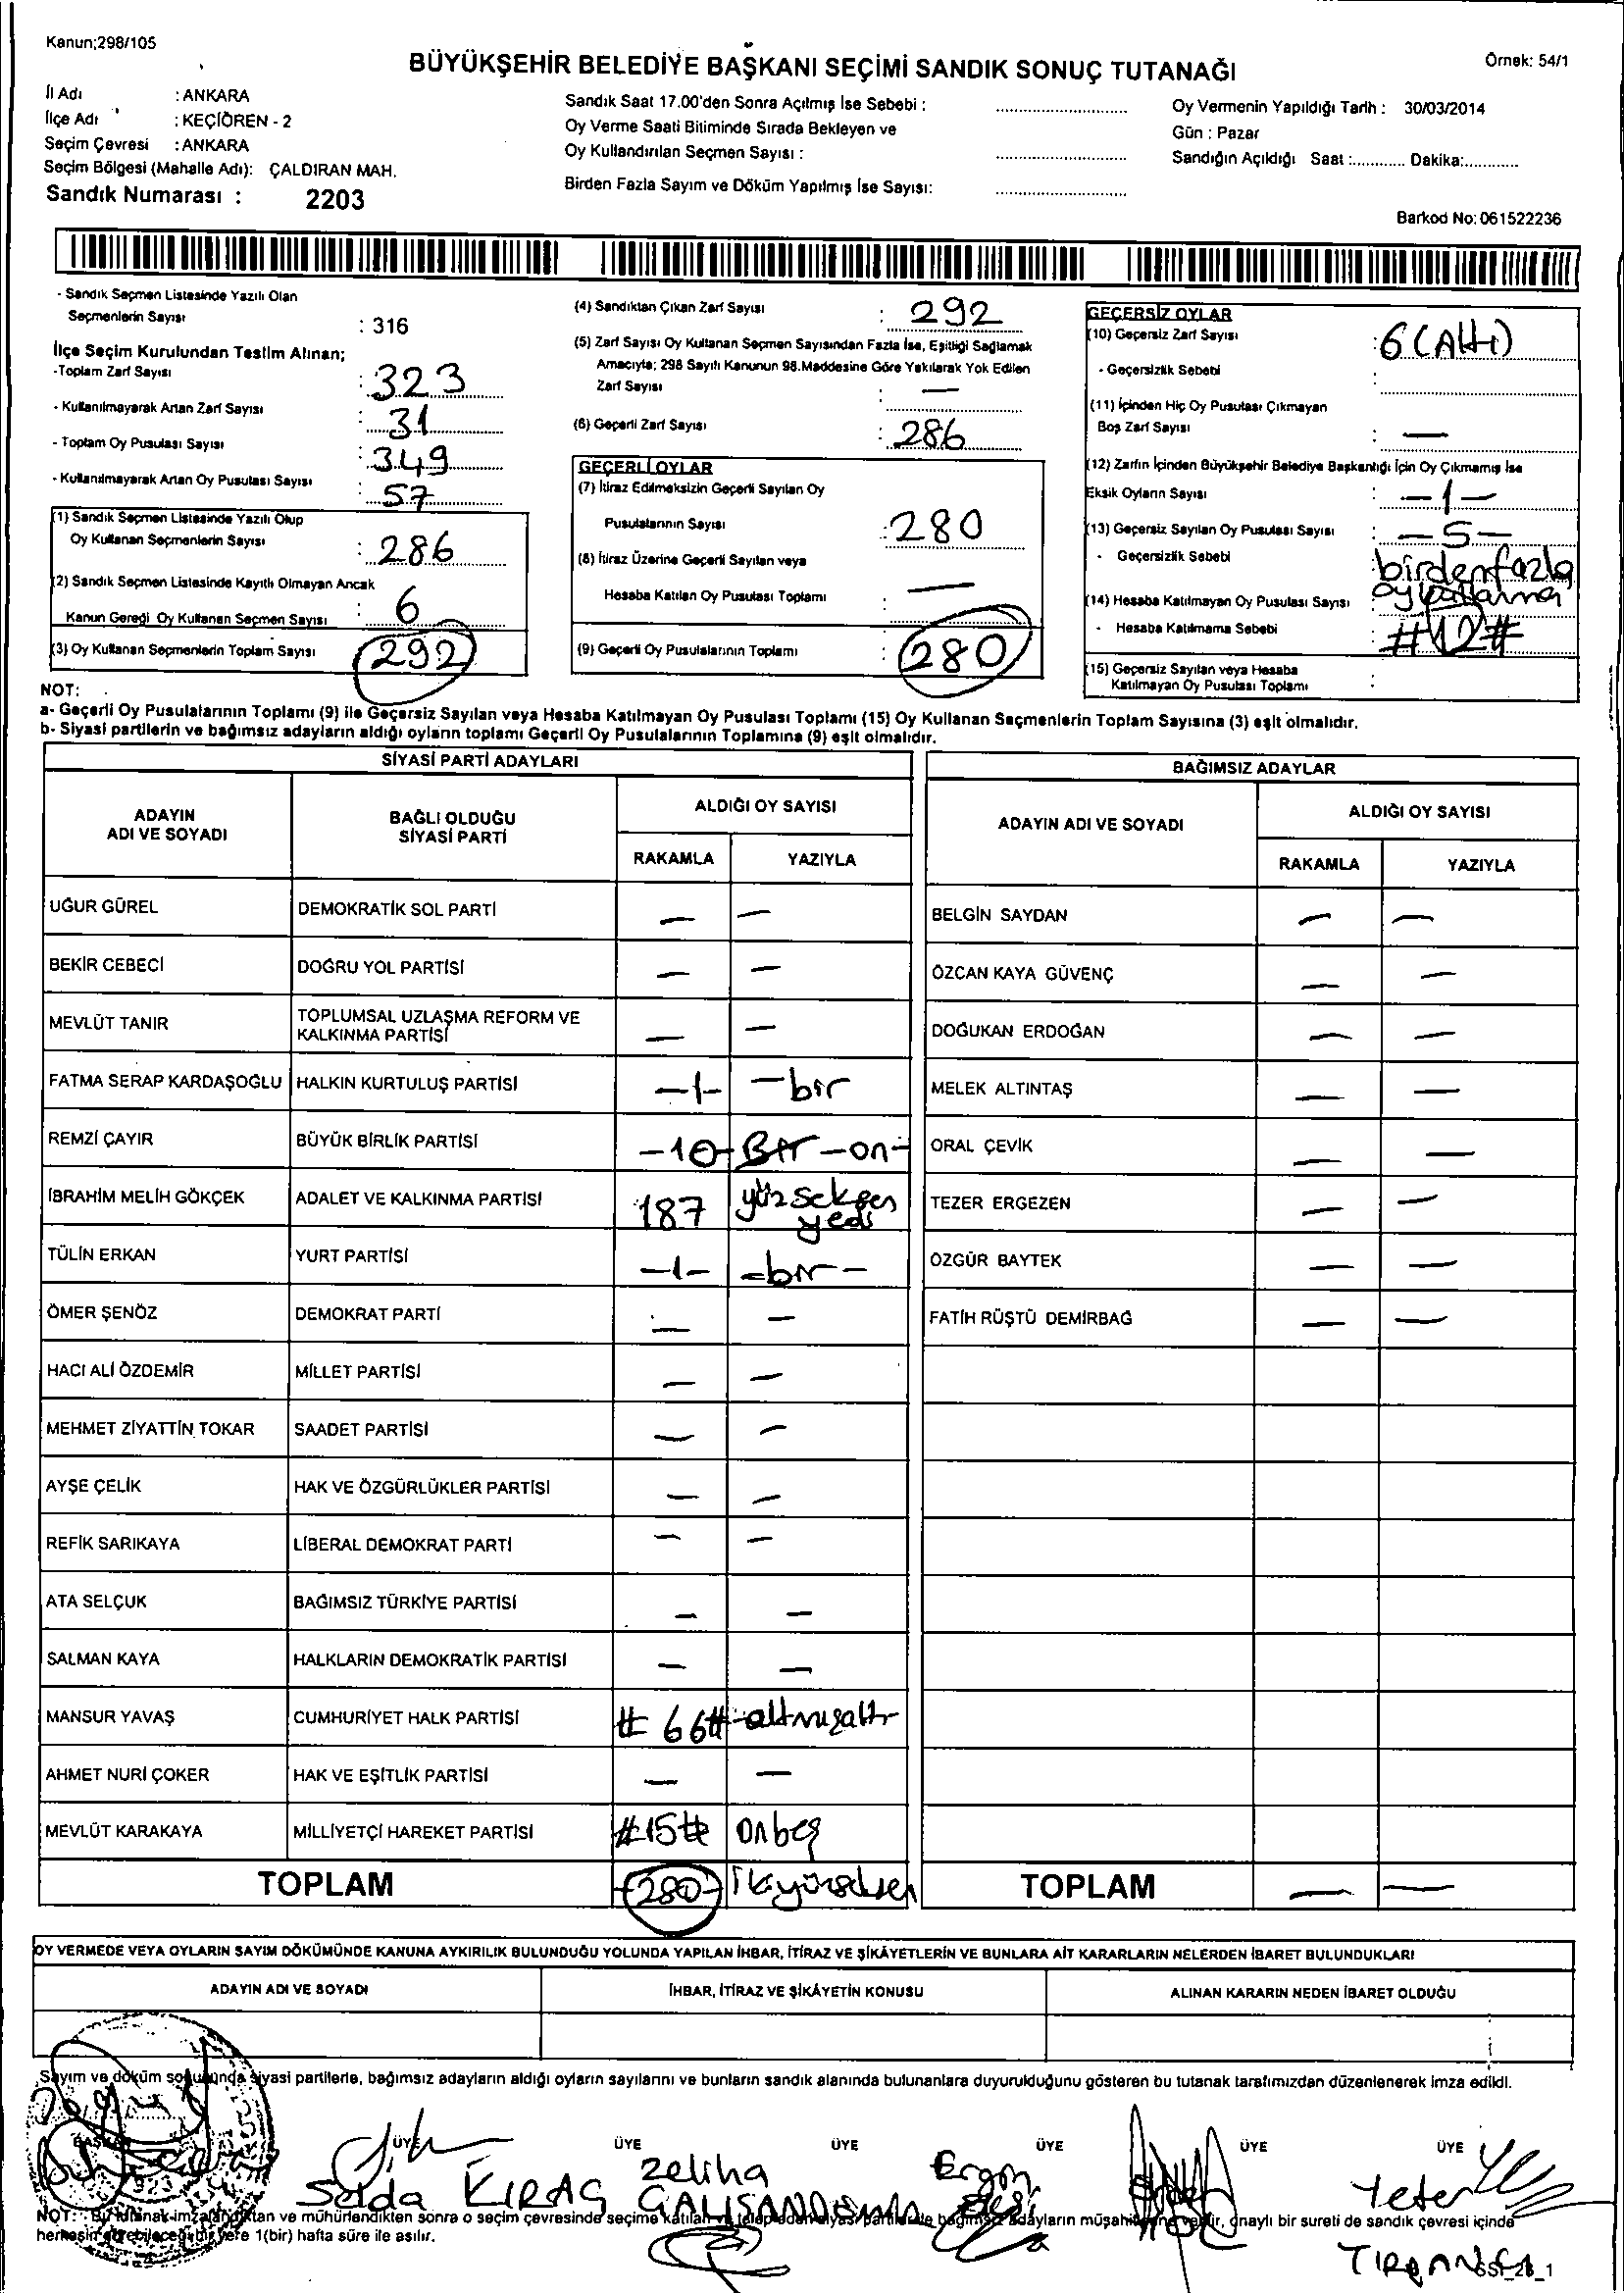 Kanun;298/105
BÜYÜKŞEHİR BELEDİYE BAŞKANI SEÇİMİ SANDIK SONUÇ TUTANAĞI
Örnek: 54/1
İl Adı : ANKARA
İlçe Adı : KEÇİÖREN - 2
Seçim Çevresi : ANKARA
Seçim Bölgesi (Mahalle Adı): ÇALDIRAN MAH.
Sandık Numarası : 2203
Sandık Saat 17.00'den Sonra Açılmış İse Sebebi :
Oy Verme Saati Bitiminde Sırada Bekleyen ve
Oy Kullandırılan Seçmen Sayısı :
Birden Fazla Sayım ve Döküm Yapılmış İse Sayısı:
Oy Vermenin Yapıldığı Tarih : 30/03/2014
Gün : Pazar
Sandığın Açıldığı Saat :............ Dakika:............
Barkod No: 061522236
- Sandık Seçmen Listesinde Yazılı Olan
Seçmenlerin Sayısı : 316
İlçe Seçim Kurulundan Teslim Alınan;
-Toplam Zarf Sayısı : 323
- Kullanılmayarak Artan Zarf Sayısı : 31
- Toplam Oy Pusulası Sayısı : 349
- Kullanılmayarak Artan Oy Pusulası Sayısı : 57
(1) Sandık Seçmen Listesinde Yazılı Olup
Oy Kullanan Seçmenlerin Sayısı : 286
(2) Sandık Seçmen Listesinde Kayıtlı Olmayan Ancak
Kanun Gereği Oy Kullanan Seçmen Sayısı : 6
(3) Oy Kullanan Seçmenlerin Toplam Sayısı : 292
(4) Sandıktan Çıkan Zarf Sayısı : 292
(5) Zarf Sayısı Oy Kullanan Seçmen Sayısından Fazla İse, Eşitliği Sağlamak
Amacıyla; 298 Sayılı Kanunun 98.Maddesine Göre Yakılarak Yok Edilen
Zarf Sayısı : —
(6) Geçerli Zarf Sayısı : 286
GEÇERLİ OYLAR
(7) İtiraz Edilmeksizin Geçerli Sayılan Oy
Pusulalarının Sayısı : 280
(8) İtiraz Üzerine Geçerli Sayılan veya
Hesaba Katılan Oy Pusulası Toplamı : —
(9) Geçerli Oy Pusulalarının Toplamı : 280
GEÇERSİZ OYLAR
(10) Geçersiz Zarf Sayısı : 6 (Altı)
- Geçersizlik Sebebi :
(11) İçinden Hiç Oy Pusulası Çıkmayan
Boş Zarf Sayısı : —
(12) Zarfın İçinden Büyükşehir Belediye Başkanlığı İçin Oy Çıkmamış İse
Eksik Oyların Sayısı : -1-
(13) Geçersiz Sayılan Oy Pusulası Sayısı : -5-
- Geçersizlik Sebebi : birden fazla
(14) Hesaba Katılmayan Oy Pusulası Sayısı :
- Hesaba Katılmama Sebebi : #12#
(15) Geçersiz Sayılan veya Hesaba
Katılmayan Oy Pusulası Toplamı :
NOT:
a- Geçerli Oy Pusulalarının Toplamı (9) ile Geçersiz Sayılan veya Hesaba Katılmayan Oy Pusulası Toplamı (15) Oy Kullanan Seçmenlerin Toplam Sayısına (3) eşit olmalıdır.
b- Siyasi partilerin ve bağımsız adayların aldığı oyların toplamı Geçerli Oy Pusulalarının Toplamına (9) eşit olmalıdır.
SİYASİ PARTİ ADAYLARI
ADAYIN ADI VE SOYADI
BAĞLI OLDUĞU SİYASİ PARTİ
ALDIĞI OY SAYISI
RAKAMLA YAZIYLA
UĞUR GÜREL DEMOKRATİK SOL PARTİ — —
BEKİR CEBECİ DOĞRU YOL PARTİSİ — —
MEVLÜT TANIR TOPLUMSAL UZLAŞMA REFORM VE KALKINMA PARTİSİ — —
FATMA SERAP KARDAŞOĞLU HALKIN KURTULUŞ PARTİSİ -1- -bir
REMZİ ÇAYIR BÜYÜK BİRLİK PARTİSİ -10- -on-
İBRAHİM MELİH GÖKÇEK ADALET VE KALKINMA PARTİSİ 187 yüzseksen yedi
TÜLİN ERKAN YURT PARTİSİ -1- -bir-
ÖMER ŞENÖZ DEMOKRAT PARTİ — —
HACI ALİ ÖZDEMİR MİLLET PARTİSİ — —
MEHMET ZİYATTİN TOKAR SAADET PARTİSİ — —
AYŞE ÇELİK HAK VE ÖZGÜRLÜKLER PARTİSİ — —
REFİK SARIKAYA LİBERAL DEMOKRAT PARTİ — —
ATA SELÇUK BAĞIMSIZ TÜRKİYE PARTİSİ — —
SALMAN KAYA HALKLARIN DEMOKRATİK PARTİSİ — —
MANSUR YAVAŞ CUMHURİYET HALK PARTİSİ # 66# -altmışaltı-
AHMET NURİ ÇOKER HAK VE EŞİTLİK PARTİSİ — —
MEVLÜT KARAKAYA MİLLİYETÇİ HAREKET PARTİSİ #15# onbeş
TOPLAM -280- ikiyüzseksen
BAĞIMSIZ ADAYLAR
ADAYIN ADI VE SOYADI
ALDIĞI OY SAYISI
RAKAMLA YAZIYLA
BELGİN SAYDAN — —
ÖZCAN KAYA GÜVENÇ — —
DOĞUKAN ERDOĞAN — —
MELEK ALTINTAŞ — —
ORAL ÇEVİK — —
TEZER ERGEZEN — —
ÖZGÜR BAYTEK — —
FATİH RÜŞTÜ DEMİRBAĞ — —
TOPLAM — —
OY VERMEDE VEYA OYLARIN SAYIM DÖKÜMÜNDE KANUNA AYKIRILIK BULUNDUĞU YOLUNDA YAPILAN İHBAR, İTİRAZ VE ŞİKÂYETLERİN VE BUNLARA AİT KARARLARIN NELERDEN İBARET BULUNDUKLARI
ADAYIN ADI VE SOYADI İHBAR, İTİRAZ VE ŞİKÂYETİN KONUSU ALINAN KARARIN NEDEN İBARET OLDUĞU
Sayım ve döküm sonucunda siyasi partilerle, bağımsız adayların aldığı oyların sayılarını ve bunların sandık alanında bulunanlara duyurulduğunu gösteren bu tutanak tarafımızdan düzenlenerek imza edildi.
BAŞKAN ÜYE ÜYE ÜYE ÜYE ÜYE ÜYE
Selda KIRAÇ
Zeliha
Ergin
Yeter
NOT: Bu tutanak imzalandıktan ve mühürlendikten sonra o seçim çevresinde seçime katılan ve talep eden siyasi partilerle bağımsız adayların müşahitlerine verilir, onaylı bir sureti de sandık çevresi içinde
herkesin görebileceği bir yere 1(bir) hafta süre ile asılır.